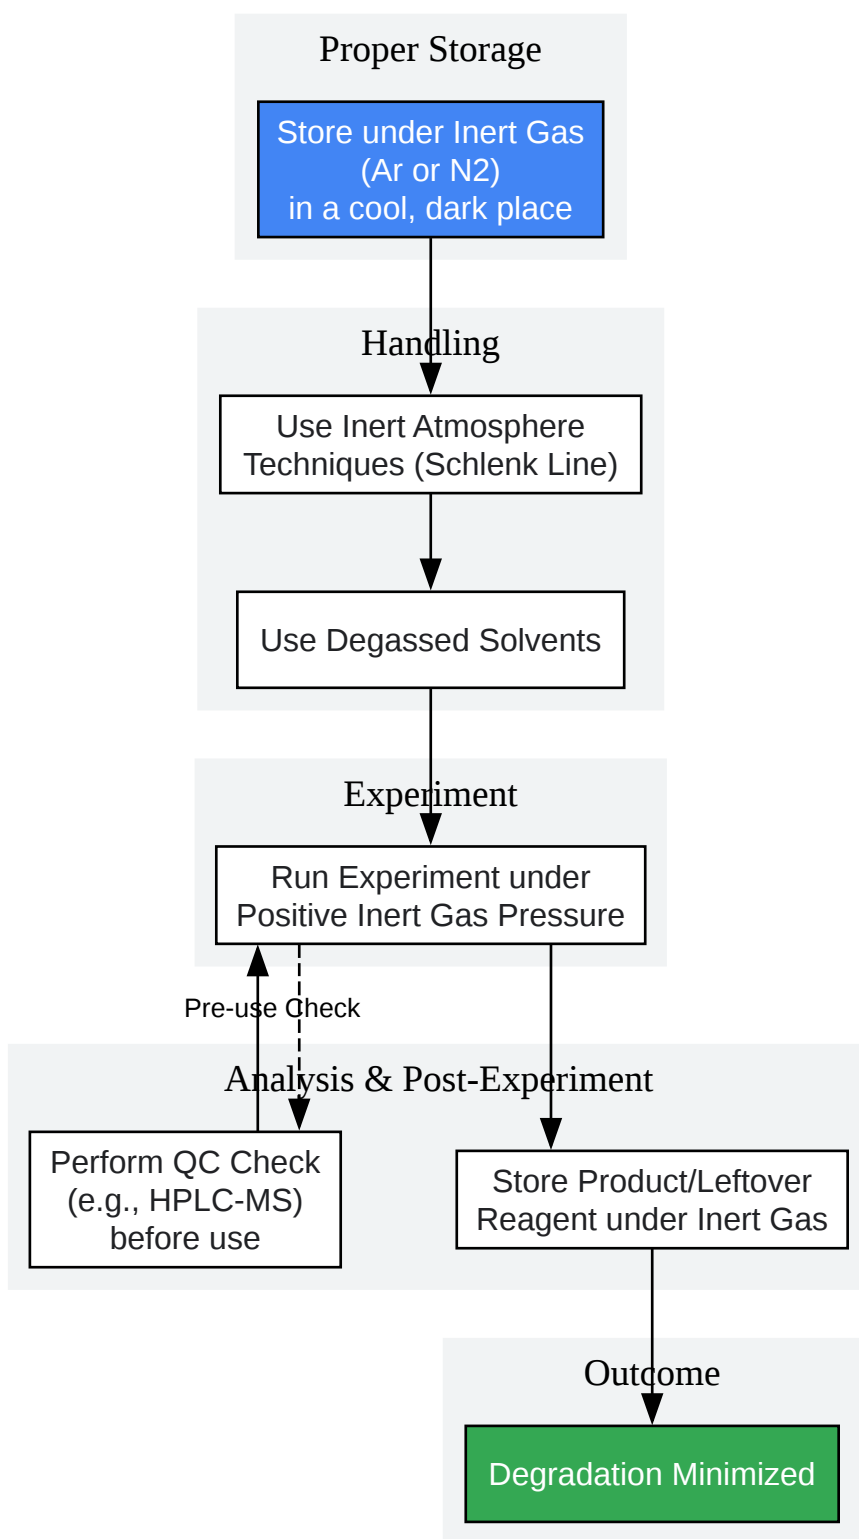 Proper Storage
Store under Inert Gas
(Ar or N2)
in a cool, dark place
Handling
Use Inert Atmosphere
Techniques (Schlenk Line)
Use Degassed Solvents
Experiment
Run Experiment under
Positive Inert Gas Pressure
Pre-use Check
Analysis & Post-Experiment
Perform QC Check
(e.g., HPLC-MS)
before use
Store Product/Leftover
Reagent under Inert Gas
Outcome
Degradation Minimized